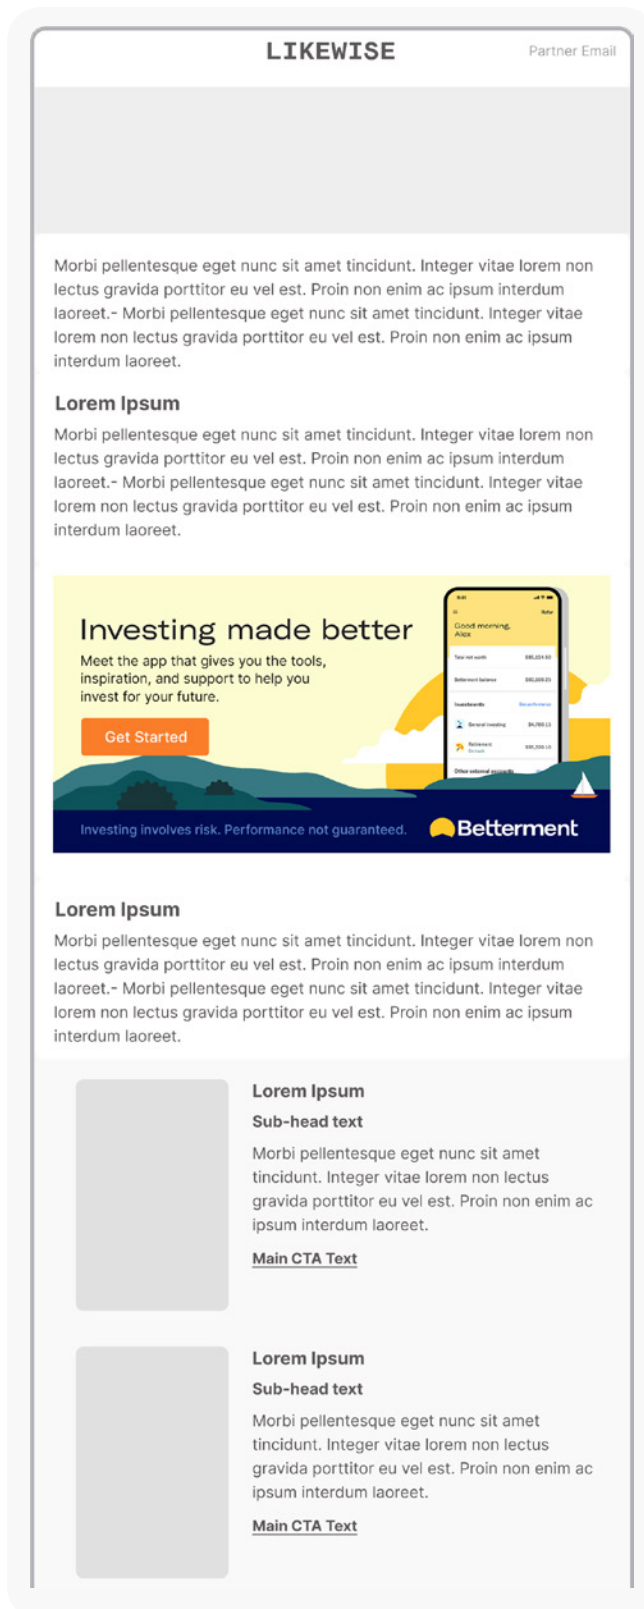 LIKEWISE
Partner Email
Morbi pellentesque eget nunc sit amet tincidunt. Integer vitae lorem non
lectus gravida porttitor eu vel est. Proin non enim ac ipsum interdum
laoreet.- Morbi pellentesque eget nunc sit amet tincidunt. Integer vitae
lorem non lectus gravida porttitor eu vel est. Proin non enim ac ipsum
interdum laoreet.
Lorem Ipsum
Morbi pellentesque eget nunc sit amet tincidunt. Integer vitae lorem non
lectus gravida porttitor eu vel est. Proin non enim ac ipsum interdum
laoreet.- Morbi pellentesque eget nunc sit amet tincidunt. Integer vitae
lorem non lectus gravida porttitor eu vel est. Proin non enim ac ipsum
interdum laoreet.
Investing made better
Meet the app that gives you the tools,
inspiration, and support to help you
invest for your future.
Get Started
Refer
Good morning,
Alex
Total net worth
Betterment balance
Investments
General investing
Retirement
Other external accounts
Investing involves risk. Performance not guaranteed.
Betterment
Lorem Ipsum
Morbi pellentesque eget nunc sit amet tincidunt. Integer vitae lorem non
lectus gravida porttitor eu vel est. Proin non enim ac ipsum interdum
laoreet.- Morbi pellentesque eget nunc sit amet tincidunt. Integer vitae
lorem non lectus gravida porttitor eu vel est. Proin non enim ac ipsum
interdum laoreet.
Lorem Ipsum
Sub-head text
Morbi pellentesque eget nunc sit amet
tincidunt. Integer vitae lorem non lectus
gravida porttitor eu vel est. Proin non enim ac
ipsum interdum laoreet.
Main CTA Text
Lorem Ipsum
Sub-head text
Morbi pellentesque eget nunc sit amet
tincidunt. Integer vitae lorem non lectus
gravida porttitor eu vel est. Proin non enim ac
ipsum interdum laoreet.
Main CTA Text